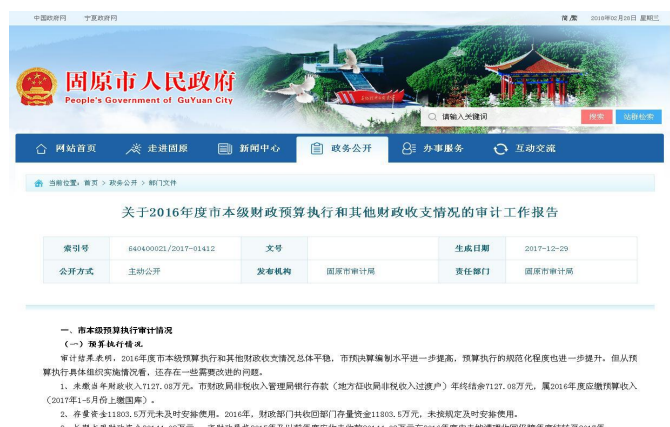 中国政府网 宁夏政府网 简/繁 2018年02月28日 星期三
固原市人民政府
People's Government of GuYuan City
请输入关键词 搜索 站群检索
网站首页 走进固原 新闻中心 政务公开 办事服务 互动交流
当前位置：首页 > 政务公开 > 部门文件
关于2016年度市本级财政预算执行和其他财政收支情况的审计工作报告
索引号 640400021/2017-01412 文号 生成日期 2017-12-29
公开方式 主动公开 发布机构 固原市审计局 责任部门 固原市审计局
一、市本级预算执行审计情况
（一）预算执行情况
审计结果表明，2016年度市本级预算执行和其他财政收支情况总体平稳，市预决算编制水平进一步提高，预算执行的规范化程度也进一步提升。但从预
算执行具体组织实施情况看，还存在一些需要改进的问题。
1、未缴当年财政收入7127.08万元。市财政局非税收入管理局银行存款（地方征收局非税收入过渡户）年终结余7127.08万元，属2016年度应缴预算收入
（2017年1-5月份上缴国库）。
2、存量资金11803.5万元未及时安排使用。2016年，财政部门共收回部门存量资金11803.5万元，未按规定及时安排使用。